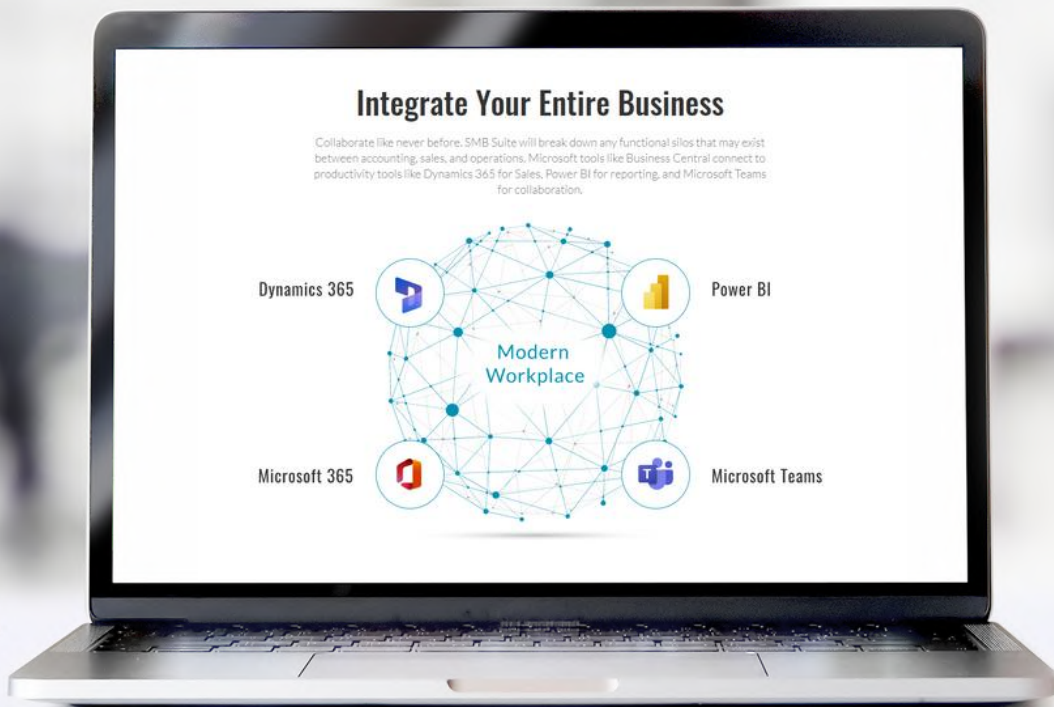 Integrate Your Entire Business
Collaborate like never before. SMB Suite will break down any functional silos that may exist
between accounting, sales, and operations. Microsoft tools like Business Central connect to
productivity tools like Dynamics 365 for Sales, Power BI for reporting, and Microsoft Teams
for collaboration.
Dynamics 365
Power BI
Modern
Workplace
Microsoft 365
T
Microsoft Teams